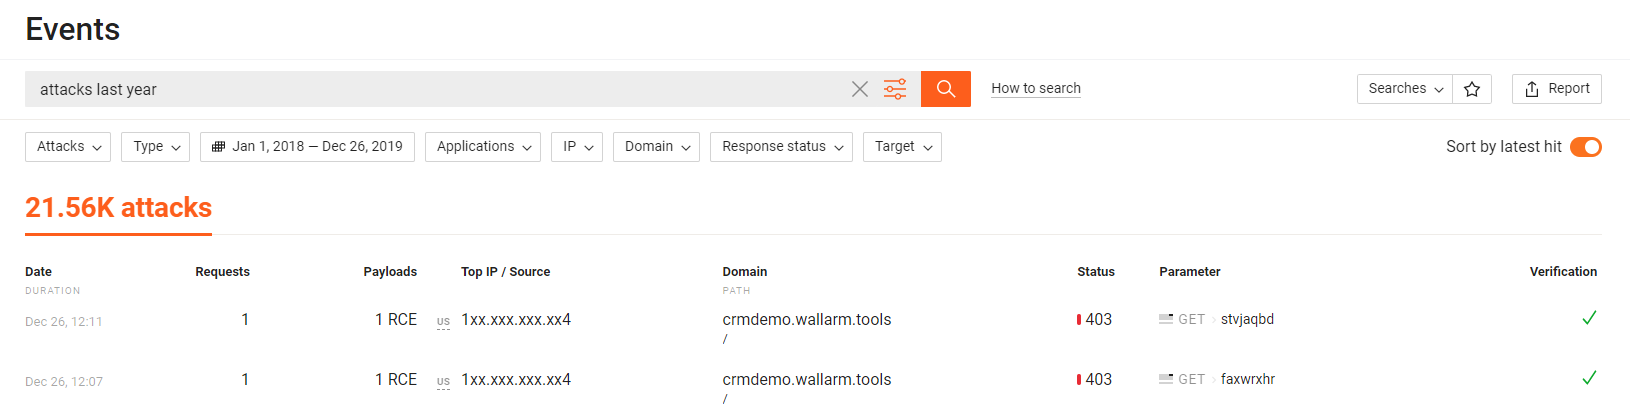 Events
attacks last year How to search Searches Report
Attacks Type Jan 1, 2018 — Dec 26, 2019 Applications IP Domain Response status Target Sort by latest hit
21.56K attacks
Date Requests Payloads Top IP / Source Domain Status Parameter Verification
DURATION PATH
Dec 26, 12:11 1 1 RCE US 1xx.xxx.xxx.xx4 crmdemo.wallarm.tools 403 GET stvjaqbd
/
Dec 26, 12:07 1 1 RCE US 1xx.xxx.xxx.xx4 crmdemo.wallarm.tools 403 GET faxwrxhr
/